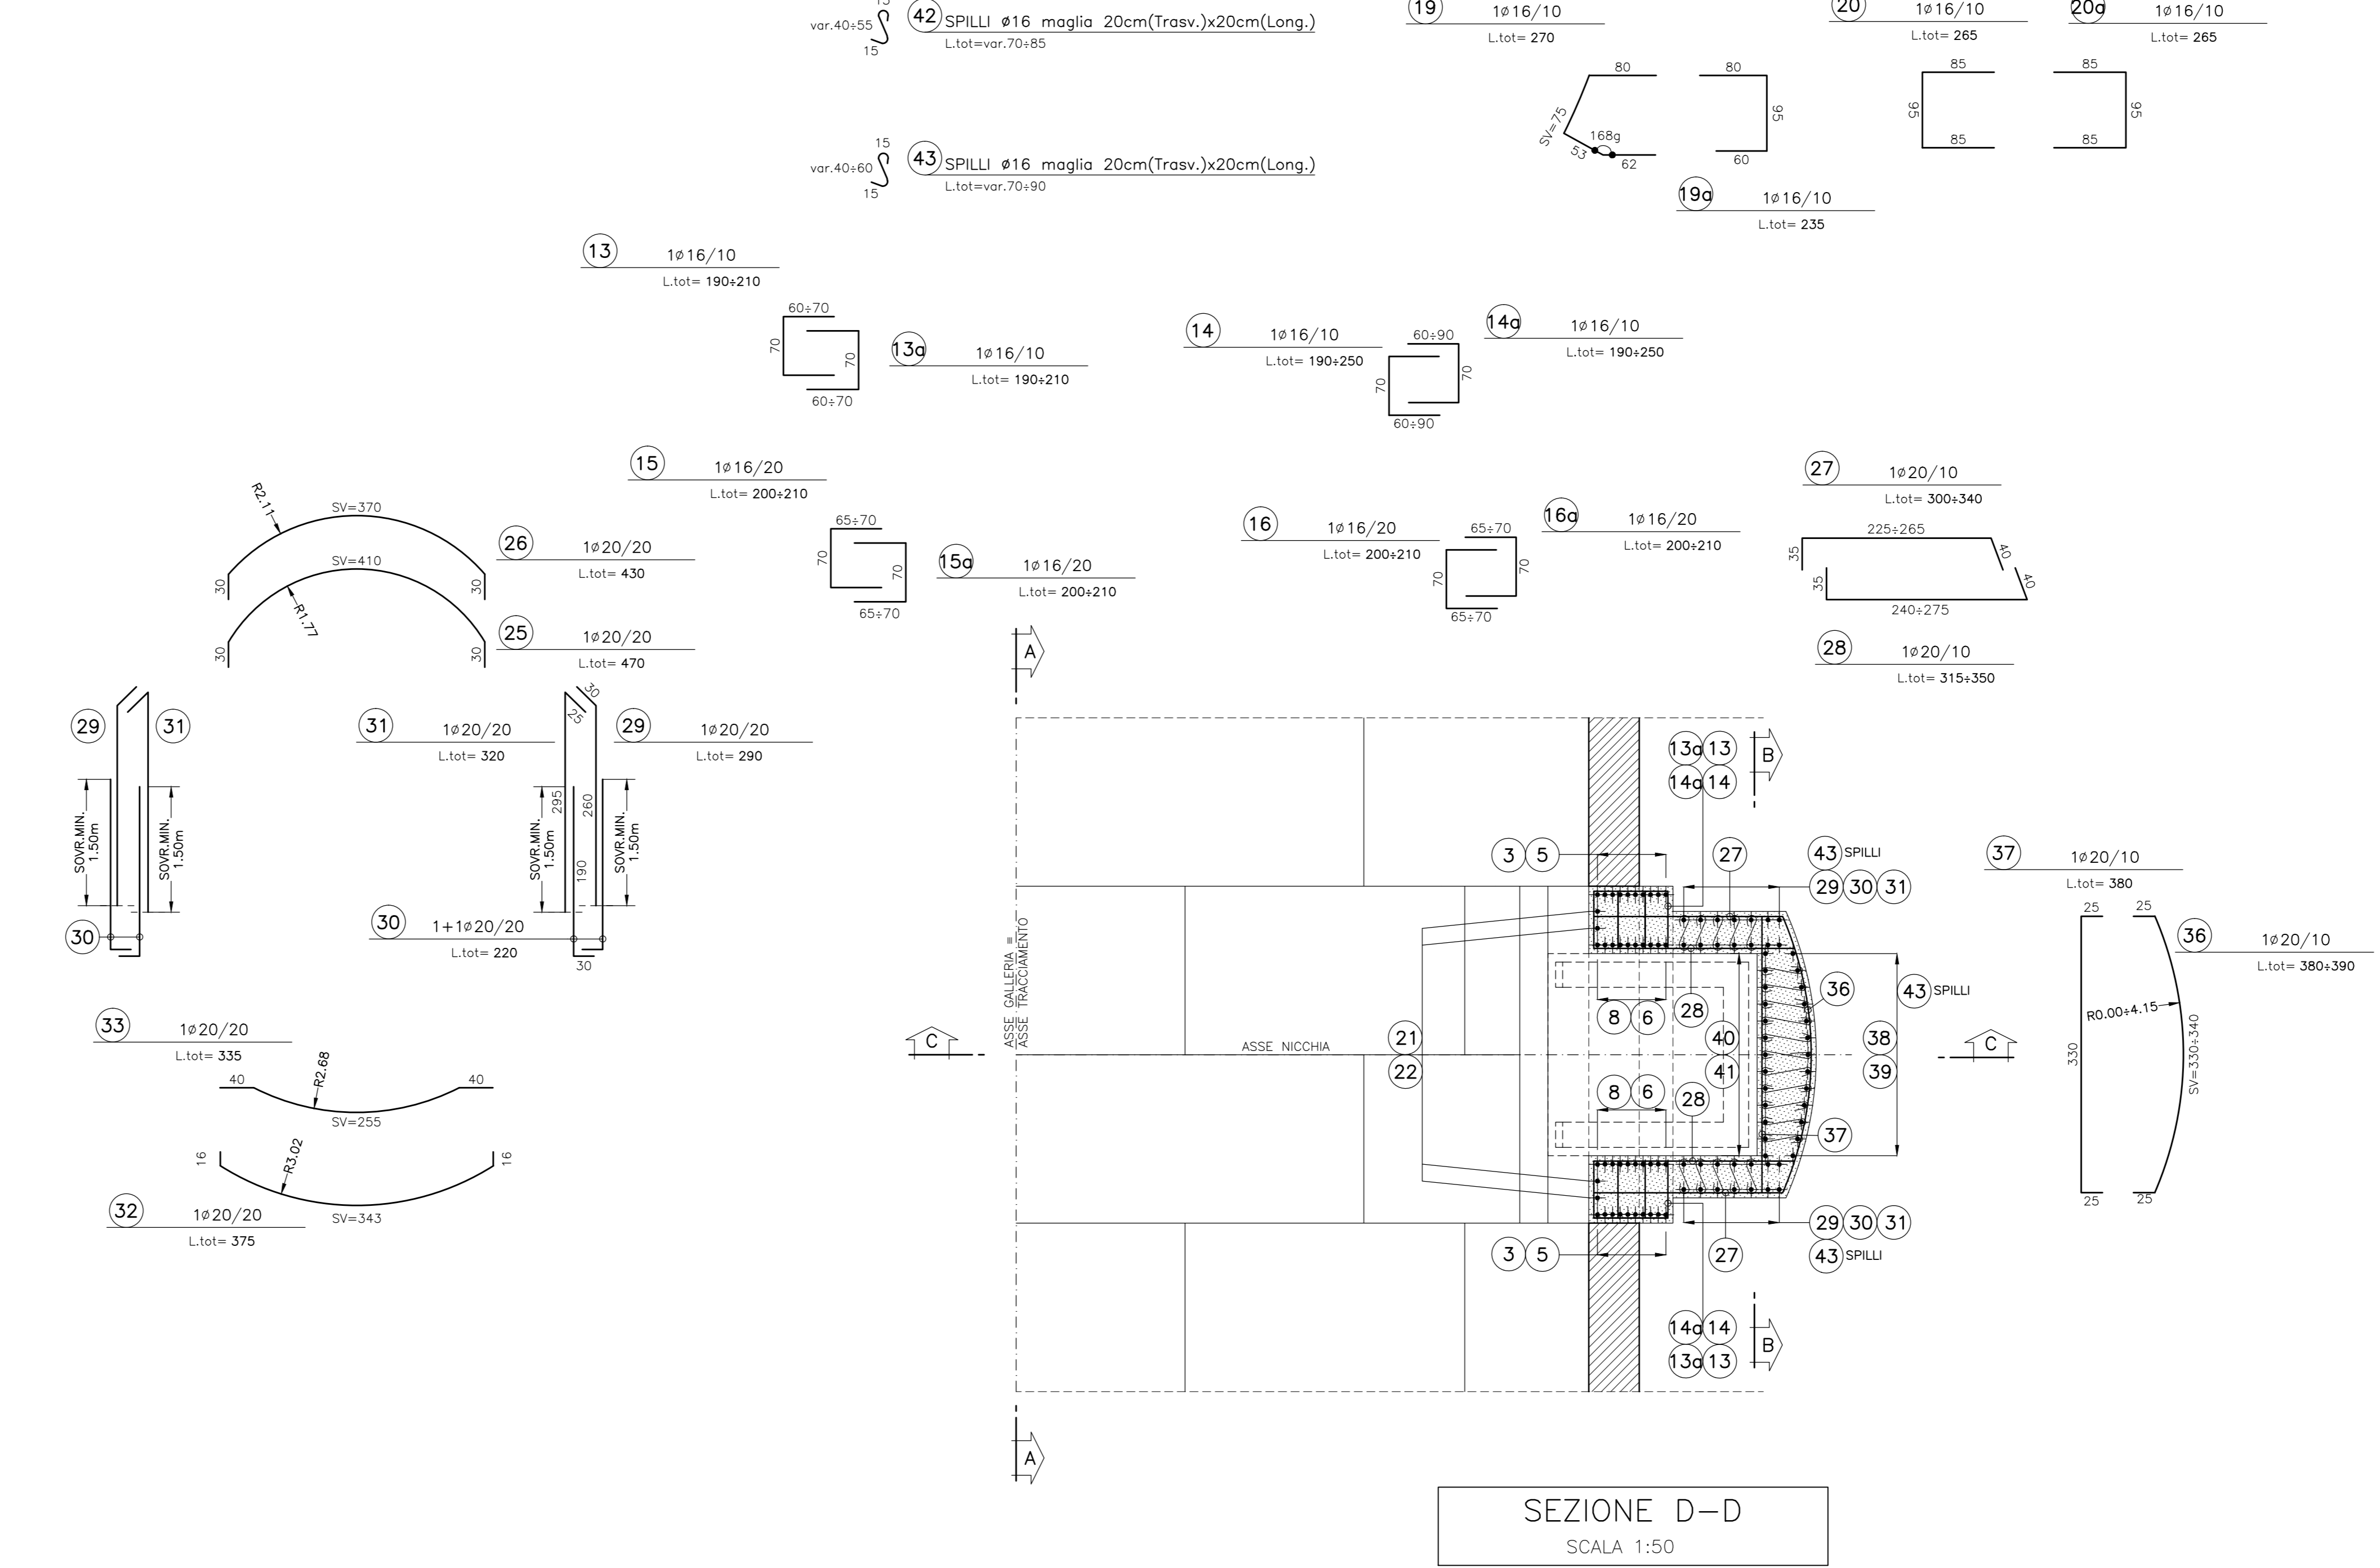 15
var.40÷55
15
42 SPILLI ø16 maglia 20cm(Trasv.)x20cm(Long.)
L.tot=var.70÷85
19 1ø16/10
L.tot= 270
20 1ø16/10
L.tot= 265
20a 1ø16/10
L.tot= 265
80
SV=75
53
168g
62
80
95
60
85
95
85
85
95
85
19a 1ø16/10
L.tot= 235
15
var.40÷60
15
43 SPILLI ø16 maglia 20cm(Trasv.)x20cm(Long.)
L.tot=var.70÷90
13 1ø16/10
L.tot= 190÷210
60÷70
70
70
60÷70
13a 1ø16/10
L.tot= 190÷210
14 1ø16/10
L.tot= 190÷250
60÷90
70
70
60÷90
14a 1ø16/10
L.tot= 190÷250
15 1ø16/20
L.tot= 200÷210
65÷70
70
70
65÷70
15a 1ø16/20
L.tot= 200÷210
16 1ø16/20
L.tot= 200÷210
65÷70
70
70
65÷70
16a 1ø16/20
L.tot= 200÷210
27 1ø20/10
L.tot= 300÷340
225÷265
35
40
35
40
240÷275
28 1ø20/10
L.tot= 315÷350
R2.11
SV=370
30
30
26 1ø20/20
L.tot= 430
SV=410
R1.77
30
30
25 1ø20/20
L.tot= 470
29
31
SOVR.MIN.
1.50m
SOVR.MIN.
1.50m
30
31 1ø20/20
L.tot= 320
30
25
29 1ø20/20
L.tot= 290
295
260
SOVR.MIN.
1.50m
SOVR.MIN.
1.50m
190
30 1+1ø20/20
L.tot= 220
30
33 1ø20/20
L.tot= 335
40
40
R2.68
SV=255
16
16
R3.02
SV=343
32 1ø20/20
L.tot= 375
A
13a 13
14a 14
B
3 5
27
43 SPILLI
29 30 31
ASSE GALLERIA ≡
ASSE TRACCIAMENTO
8 6
28
36
43 SPILLI
C
ASSE NICCHIA
21
22
40
41
38
39
C
8 6
28
37
3 5
27
29 30 31
43 SPILLI
14a 14
13a 13
B
A
37 1ø20/10
L.tot= 380
25
25
330
R0.00÷4.15
SV=330÷340
25
25
36 1ø20/10
L.tot= 380÷390
SEZIONE D-D
SCALA 1:50